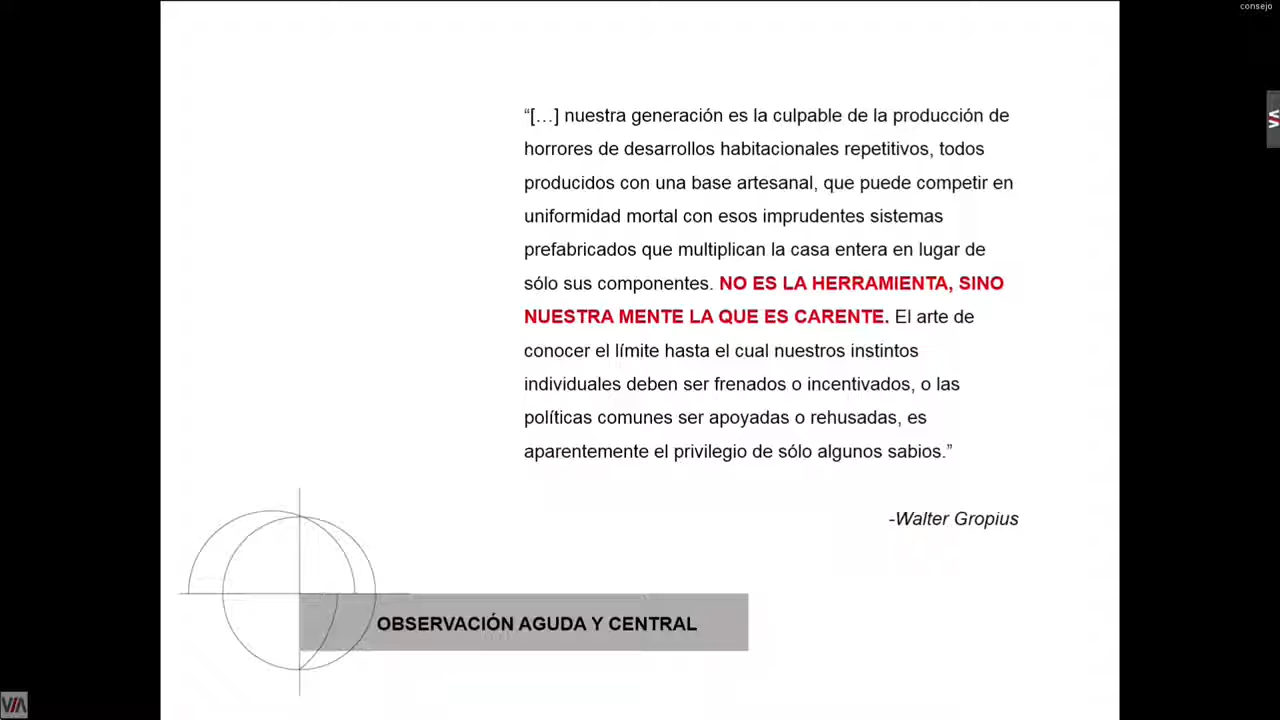 consejo
“[…] nuestra generación es la culpable de la producción de
horrores de desarrollos habitacionales repetitivos, todos
producidos con una base artesanal, que puede competir en
uniformidad mortal con esos imprudentes sistemas
prefabricados que multiplican la casa entera en lugar de
sólo sus componentes. NO ES LA HERRAMIENTA, SINO
NUESTRA MENTE LA QUE ES CARENTE. El arte de
conocer el límite hasta el cual nuestros instintos
individuales deben ser frenados o incentivados, o las
políticas comunes ser apoyadas o rehusadas, es
aparentemente el privilegio de sólo algunos sabios.”
-Walter Gropius
OBSERVACIÓN AGUDA Y CENTRAL
VIA